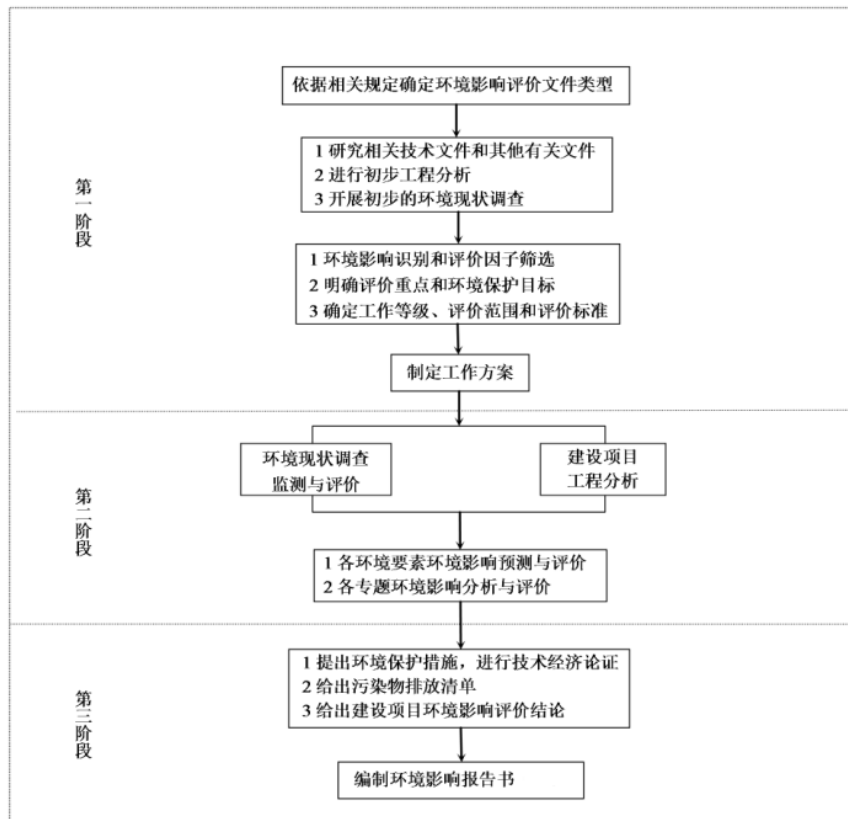 依据相关规定确定环境影响评价文件类型
第一阶段
1 研究相关技术文件和其他有关文件
2 进行初步工程分析
3 开展初步的环境现状调查
1 环境影响识别和评价因子筛选
2 明确评价重点和环境保护目标
3 确定工作等级、评价范围和评价标准
制定工作方案
第二阶段
环境现状调查
监测与评价
建设项目
工程分析
1 各环境要素环境影响预测与评价
2 各专题环境影响分析与评价
第三阶段
1 提出环境保护措施，进行技术经济论证
2 给出污染物排放清单
3 给出建设项目环境影响评价结论
编制环境影响报告书